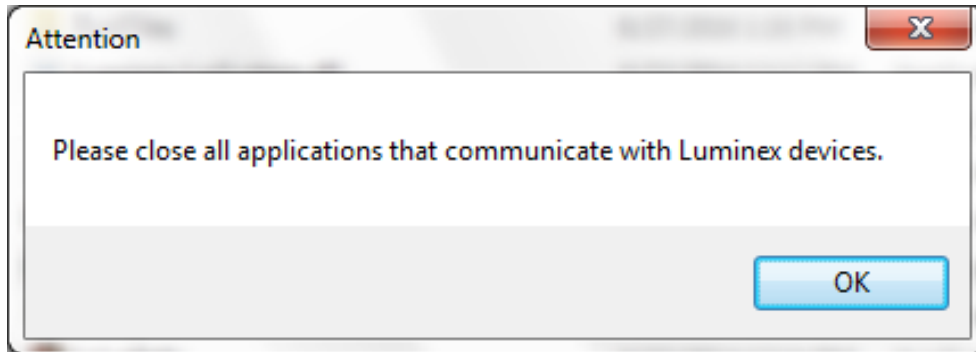 Attention
Please close all applications that communicate with Luminex devices.
OK